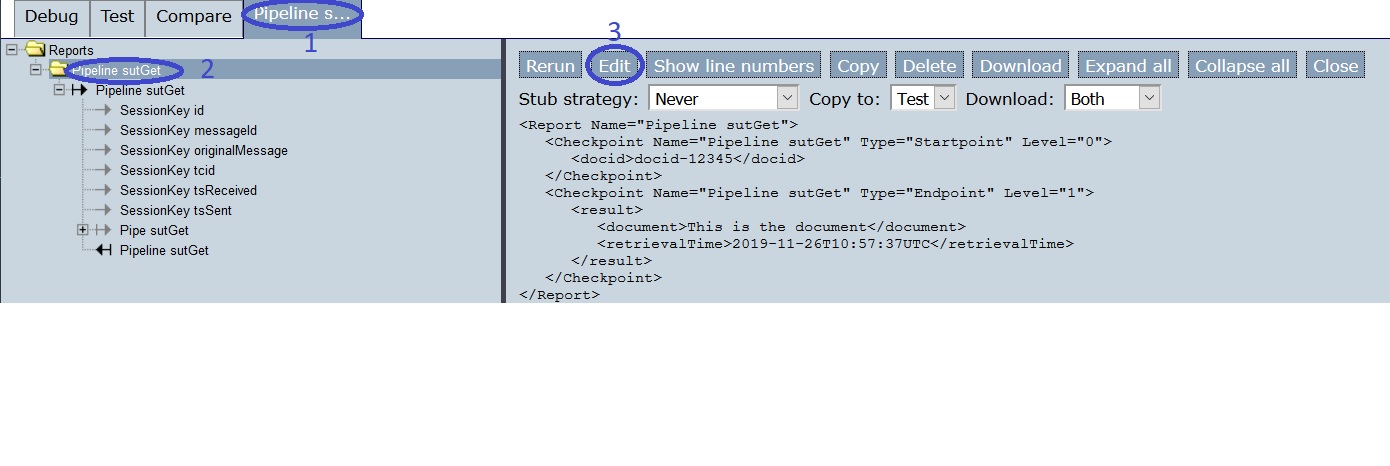 Debug Test Compare Pipeline s...
1
3
Reports
Pipeline sutGet 2
Pipeline sutGet
SessionKey id
SessionKey messageId
SessionKey originalMessage
SessionKey tcid
SessionKey tsReceived
SessionKey tsSent
Pipe sutGet
Pipeline sutGet
Rerun Edit Show line numbers Copy Delete Download Expand all Collapse all Close
Stub strategy: Never Copy to: Test Download: Both
<Report Name="Pipeline sutGet">
<Checkpoint Name="Pipeline sutGet" Type="Startpoint" Level="0">
<docid>docid-12345</docid>
</Checkpoint>
<Checkpoint Name="Pipeline sutGet" Type="Endpoint" Level="1">
<result>
<document>This is the document</document>
<retrievalTime>2019-11-26T10:57:37UTC</retrievalTime>
</result>
</Checkpoint>
</Report>